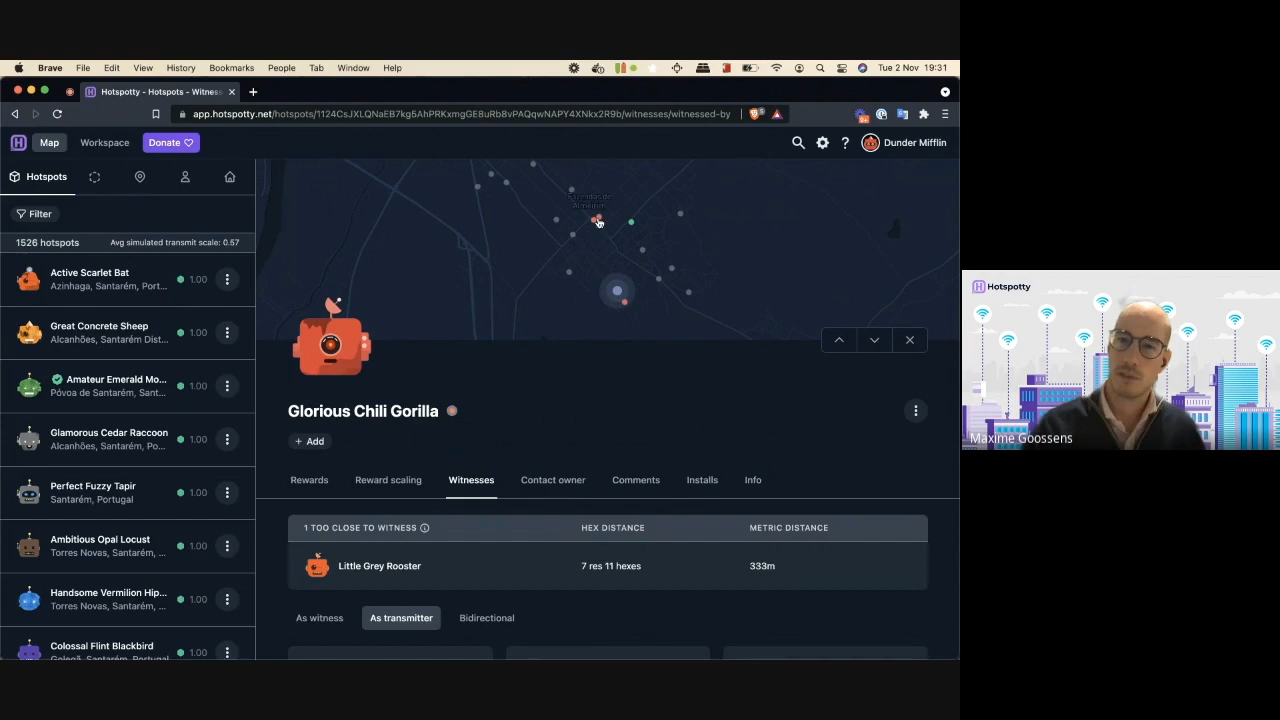 Brave File Edit View History Bookmarks People Tab Window Help Tue 2 Nov 19:31
Hotspotty - Hotspots - Witness
app.hotspotty.net/hotspots/1124CsJXLQNaEB7kg5AhPRKxmgGE8uRb8vPAQqwNAPY4XNkx2R9b/witnesses/witnessed-by
Map Workspace Donate Dunder Mifflin
Hotspots
Filter
1526 hotspots Avg simulated transmit scale: 0.57
Active Scarlet Bat
Azinhaga, Santarém, Port... 1.00
Great Concrete Sheep
Alcanhões, Santarém Dist... 1.00
Amateur Emerald Mo...
Póvoa de Santarém, Sant... 1.00
Glamorous Cedar Raccoon
Alcanhões, Santarém, Po... 1.00
Perfect Fuzzy Tapir
Santarém, Portugal 1.00
Ambitious Opal Locust
Torres Novas, Santarém, ... 1.00
Handsome Vermilion Hip...
Torres Novas, Santarém, ... 1.00
Colossal Flint Blackbird
Golegã, Santarém, Portugal 1.00
Fazendas de
Almeirim
Glorious Chili Gorilla
+ Add
Rewards Reward scaling Witnesses Contact owner Comments Installs Info
1 TOO CLOSE TO WITNESS HEX DISTANCE METRIC DISTANCE
Little Grey Rooster 7 res 11 hexes 333m
As witness As transmitter Bidirectional
Hotspotty
Maxime Goossens